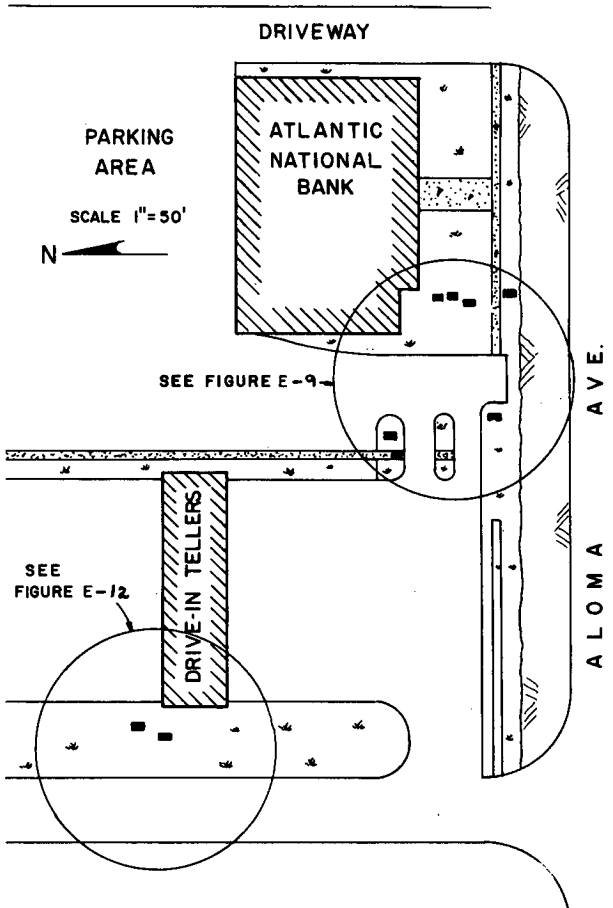 DRIVEWAY
PARKING
AREA
SCALE 1"=50'
N
ATLANTIC
NATIONAL
BANK
SEE FIGURE E-9
ALOMA AVE.
DRIVE-IN TELLERS
SEE
FIGURE E-12